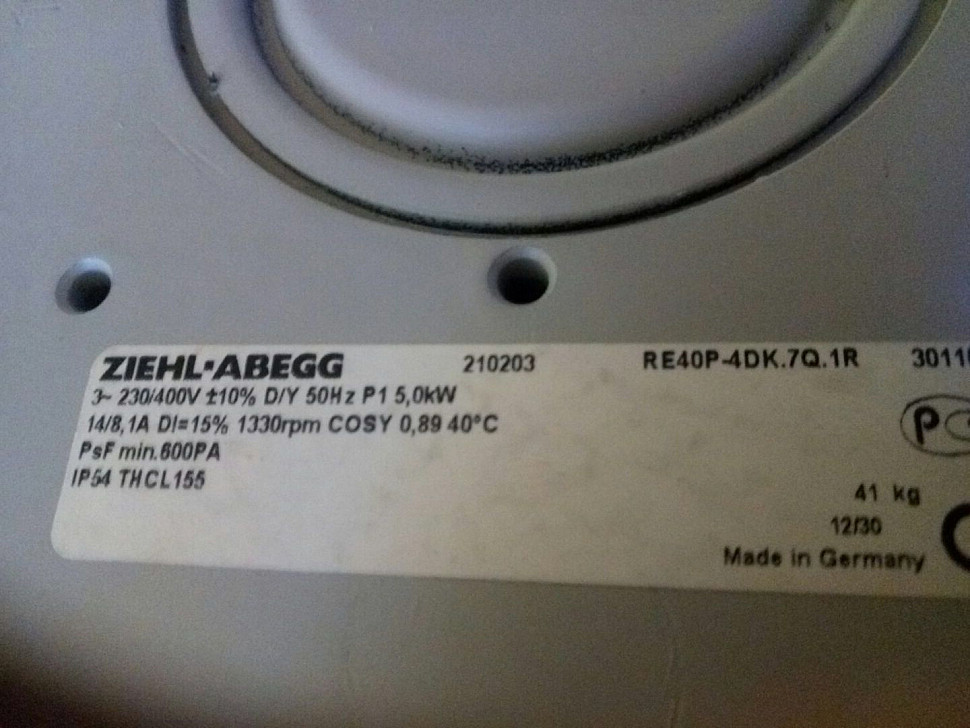 ZIEHL-ABEGG 210203 RE40P-4DK.7Q.1R
3~ 230/400V ±10% D/Y 50Hz P1 5,0kW
14/8,1A DI=15% 1330rpm COSY 0,89 40°C
PsF min.600PA
IP54 THCL155
41 kg
12/30
Made in Germany